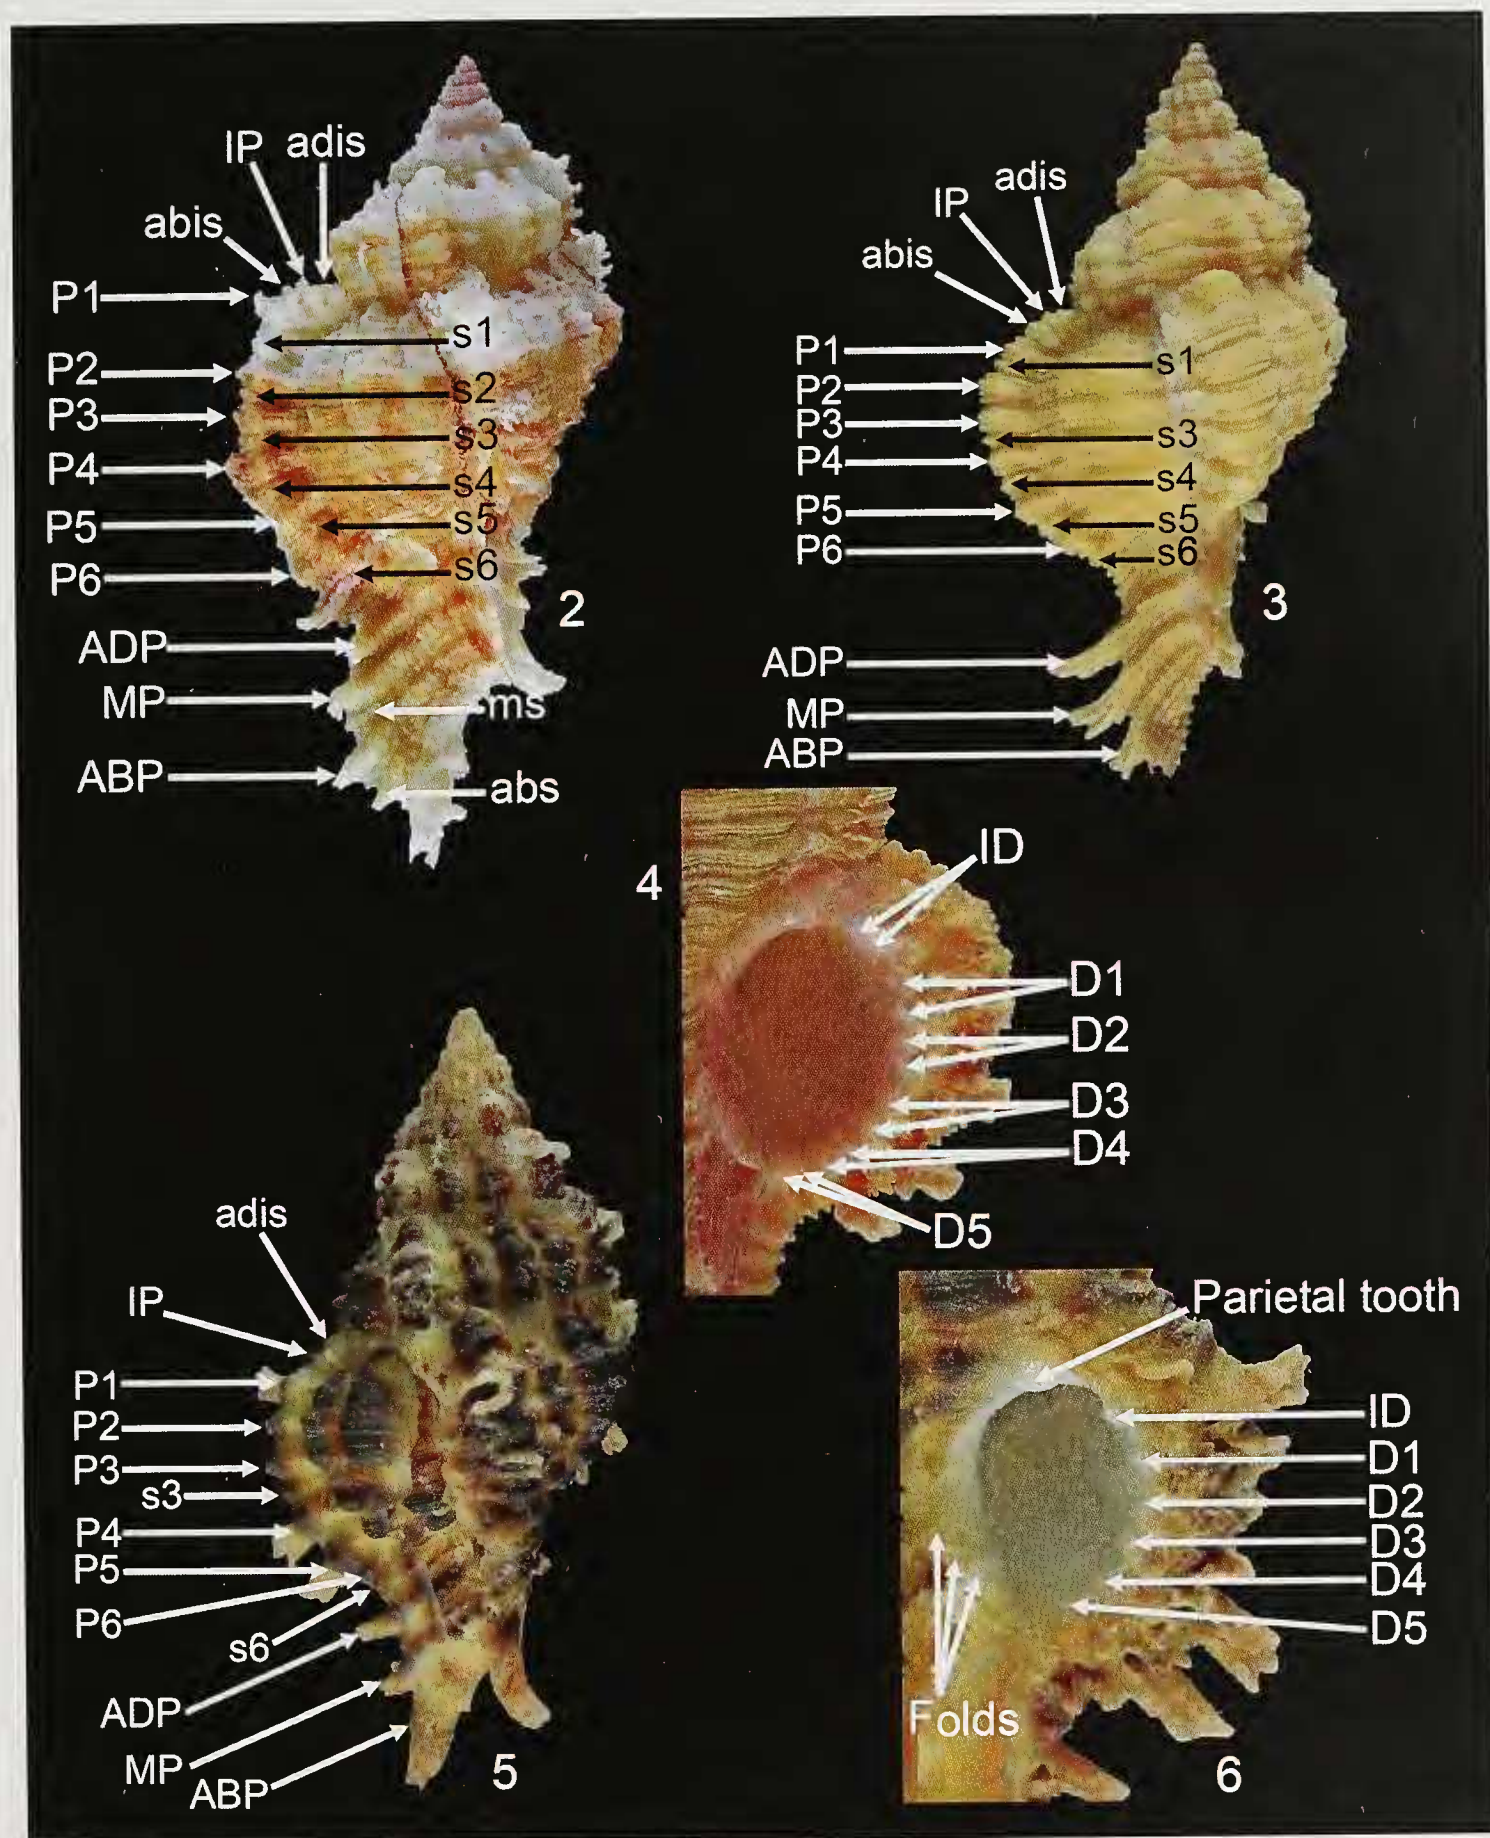 IP adis
abis
P1
s1
P2
s2
P3
s3
P4
s4
P5
s5
P6
s6
2
ADP
MP
ms
ABP
abs
adis
IP
abis
P1
s1
P2
P3
s3
P4
s4
P5
s5
P6
s6
3
ADP
MP
ABP
4
ID
D1
D2
D3
D4
D5
adis
IP
P1
P2
P3
s3
P4
P5
P6
s6
ADP
MP
ABP
5
Parietal tooth
ID
D1
D2
D3
D4
D5
Folds
6